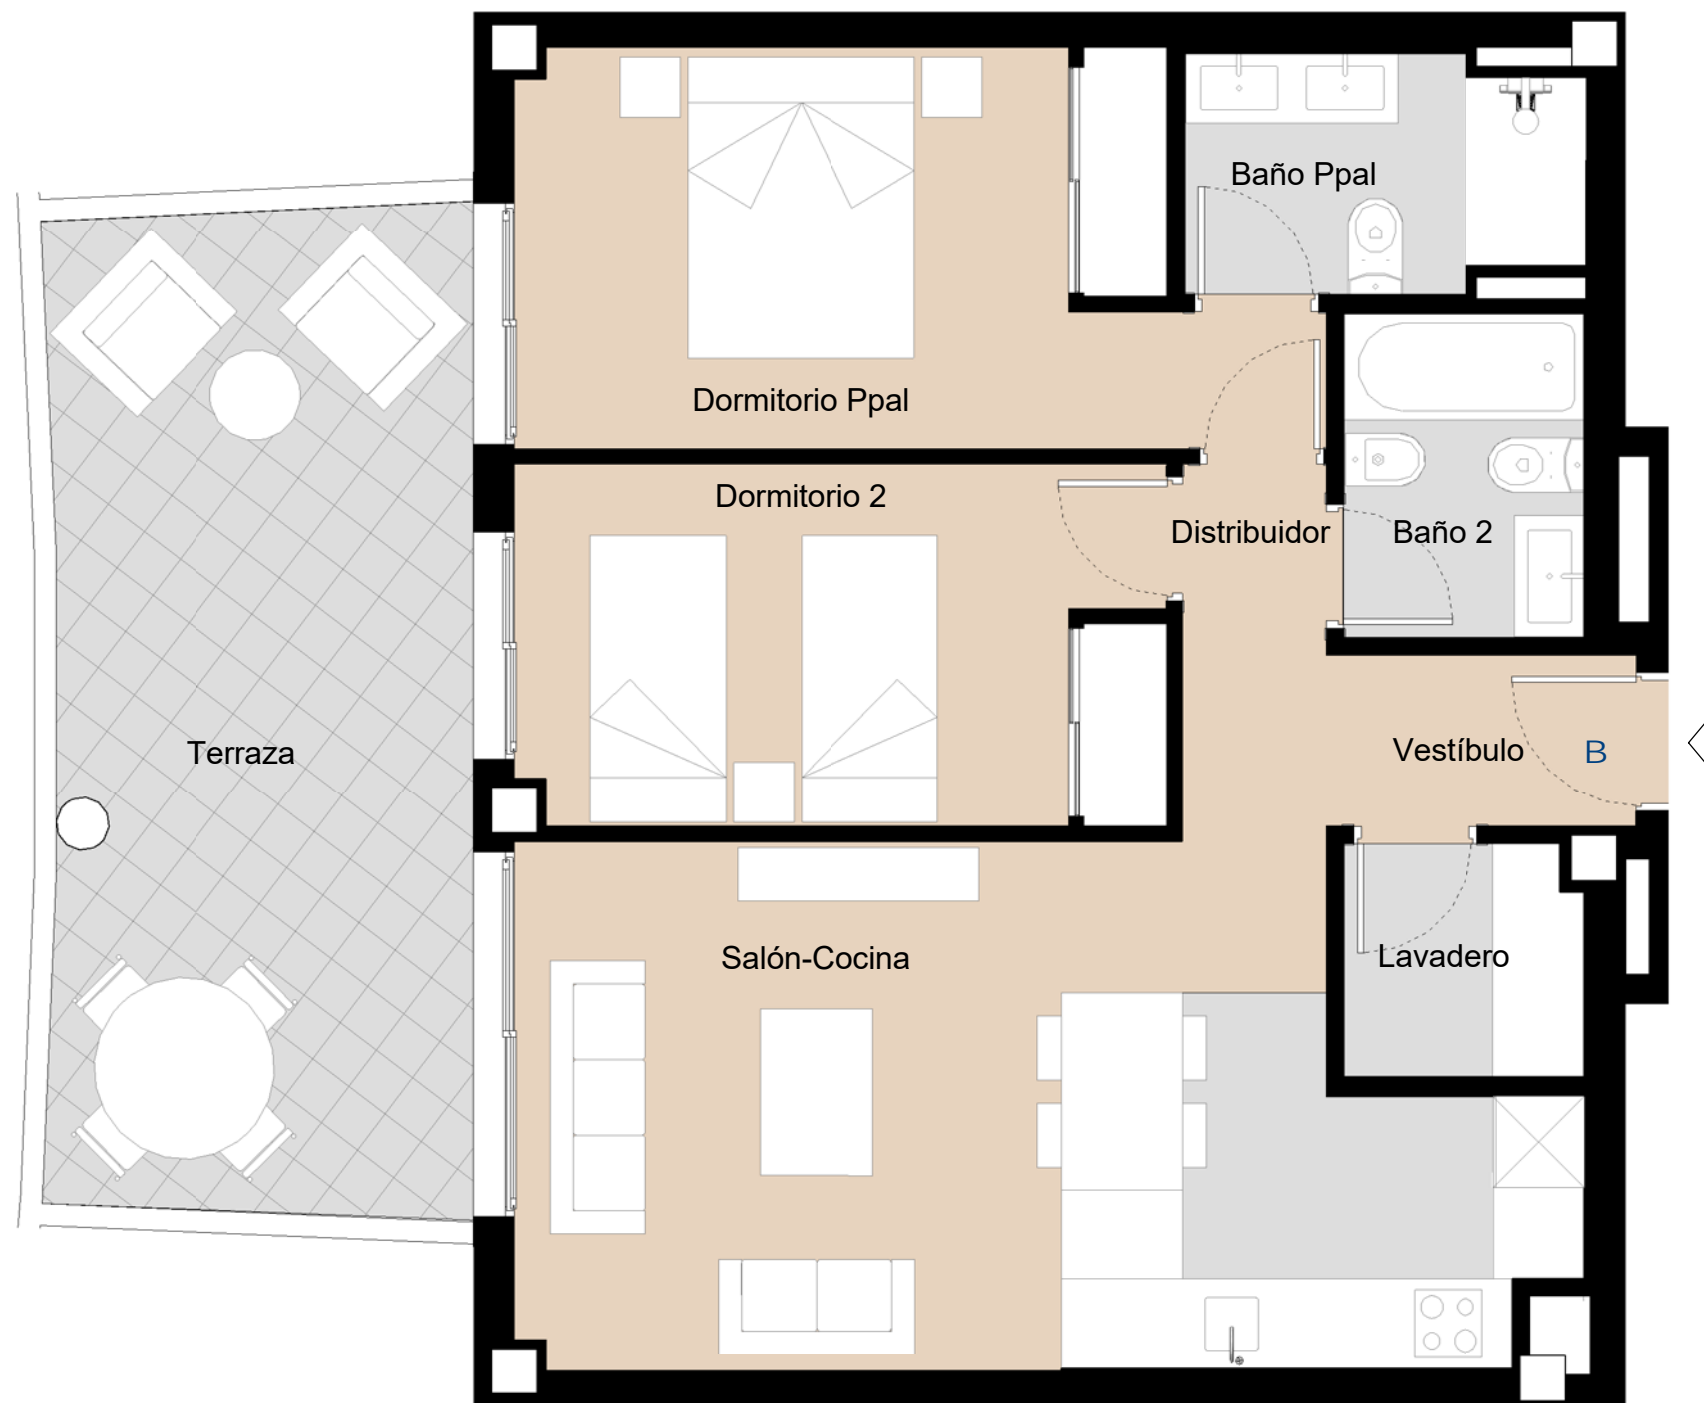 Baño Ppal
Dormitorio Ppal
Dormitorio 2
Distribuidor
Baño 2
Terraza
Vestíbulo
B
Salón-Cocina
Lavadero